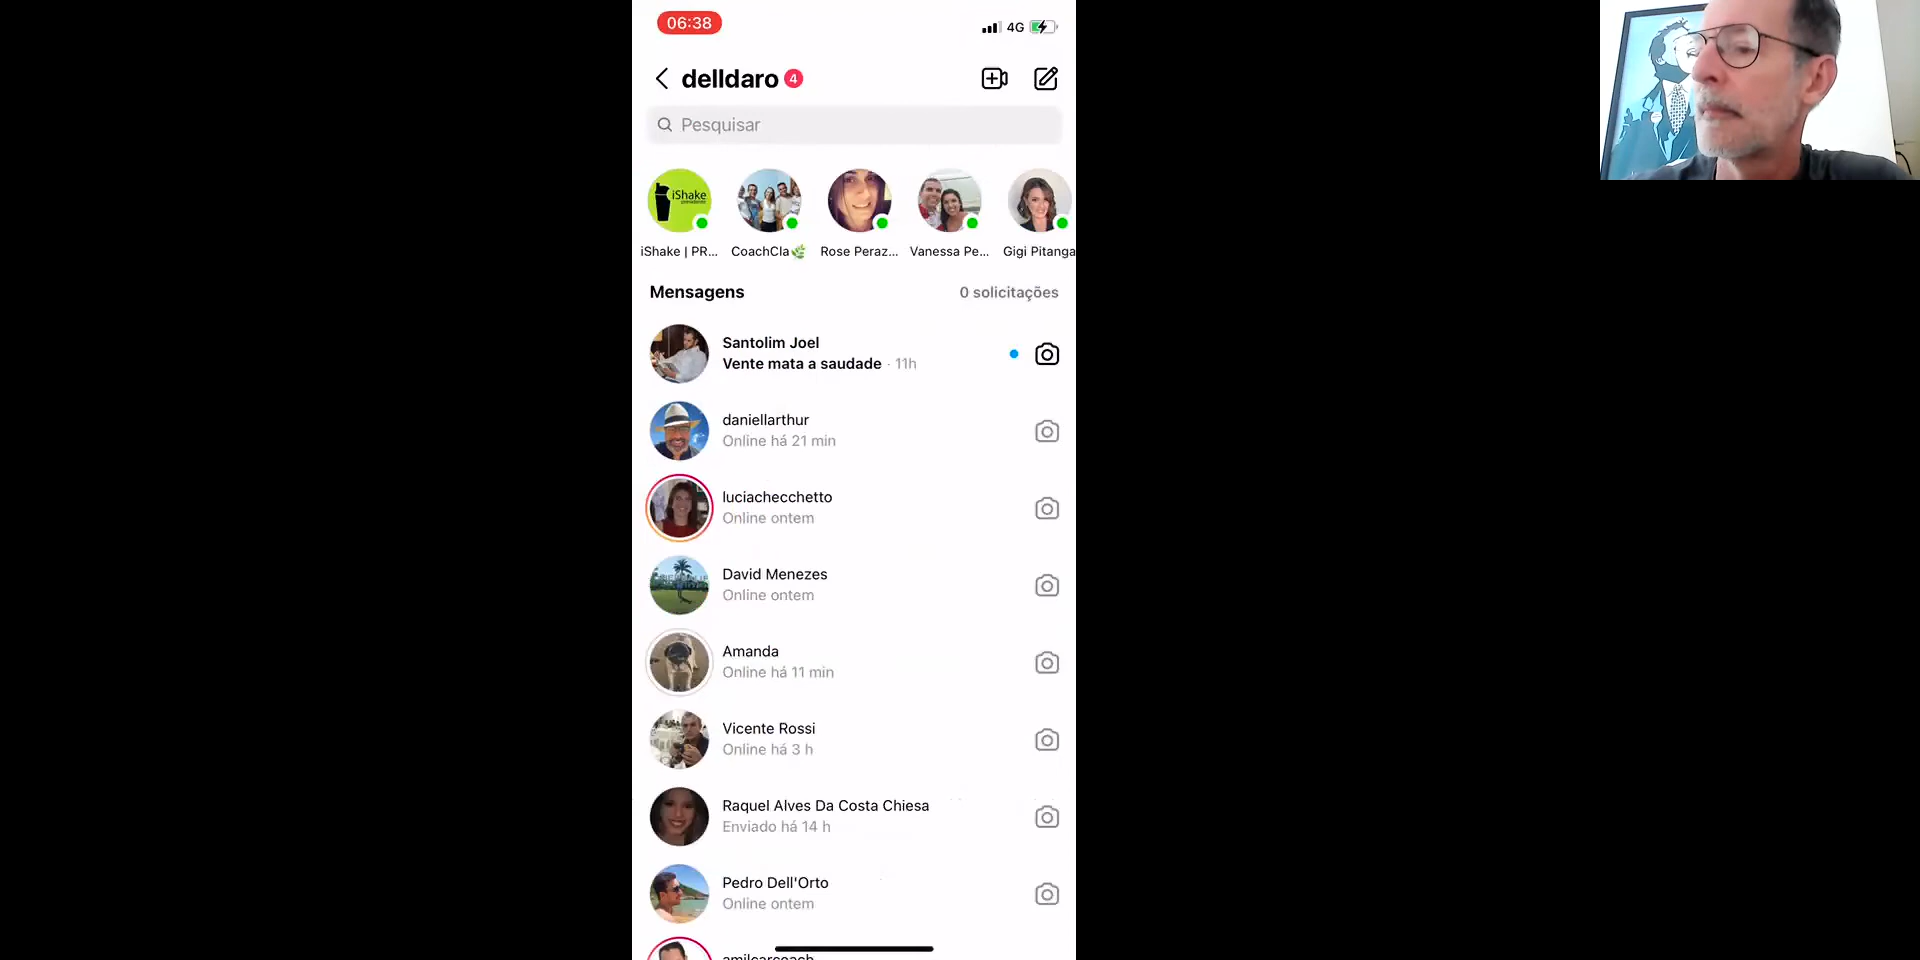 06:38
4G
delldaro 4
Pesquisar
iShake
iShake | PR...
CoachCla🌿
Rose Peraz...
Vanessa Pe...
Gigi Pitanga
Mensagens
0 solicitações
Santolim Joel
Vente mata a saudade · 11h
daniellarthur
Online há 21 min
luciachecchetto
Online ontem
David Menezes
Online ontem
Amanda
Online há 11 min
Vicente Rossi
Online há 3 h
Raquel Alves Da Costa Chiesa
Enviado há 14 h
Pedro Dell'Orto
Online ontem
amilcarcoach